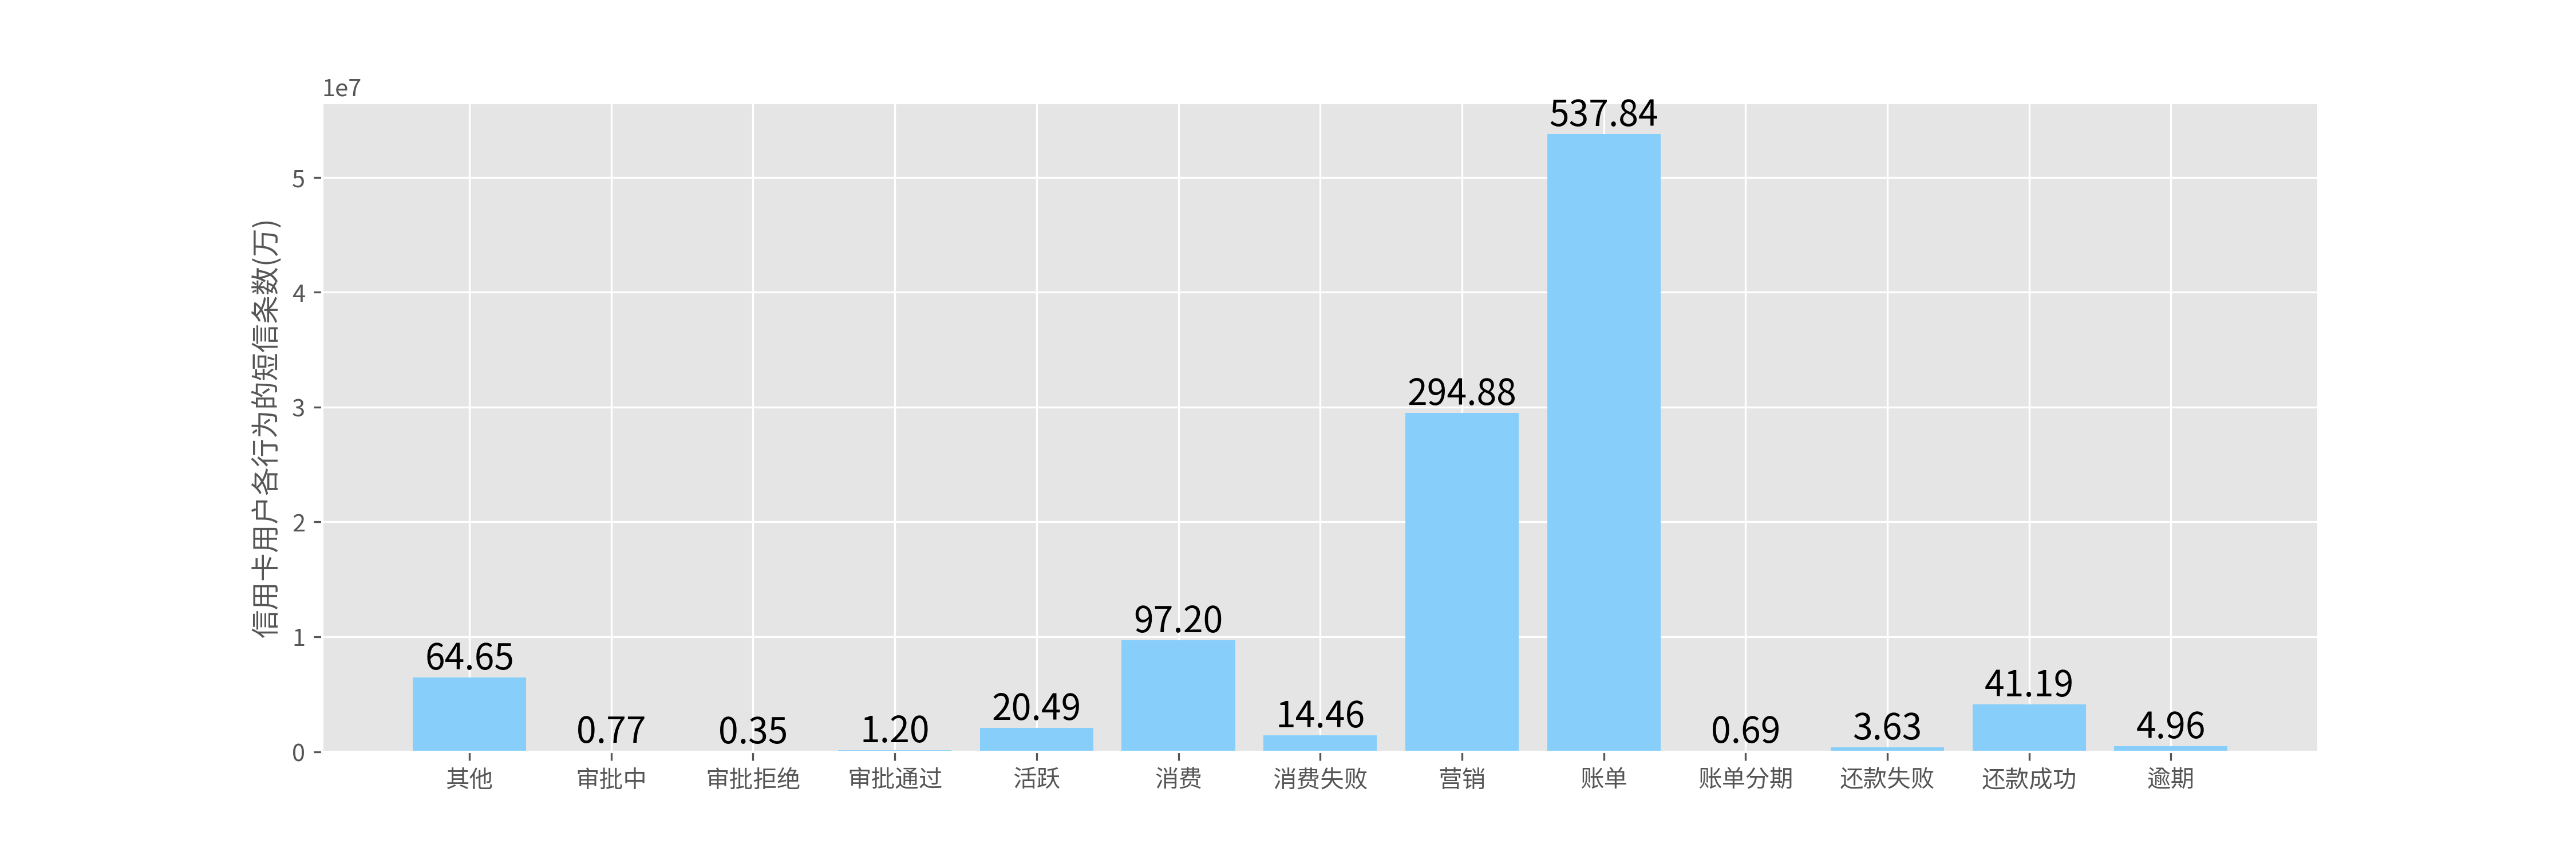 1e7
信用卡用户各行为的短信条数(万)
5
4
3
2
1
0
64.65
0.77
0.35
1.20
20.49
97.20
14.46
294.88
537.84
0.69
3.63
41.19
4.96
其他
审批中
审批拒绝
审批通过
活跃
消费
消费失败
营销
账单
账单分期
还款失败
还款成功
逾期